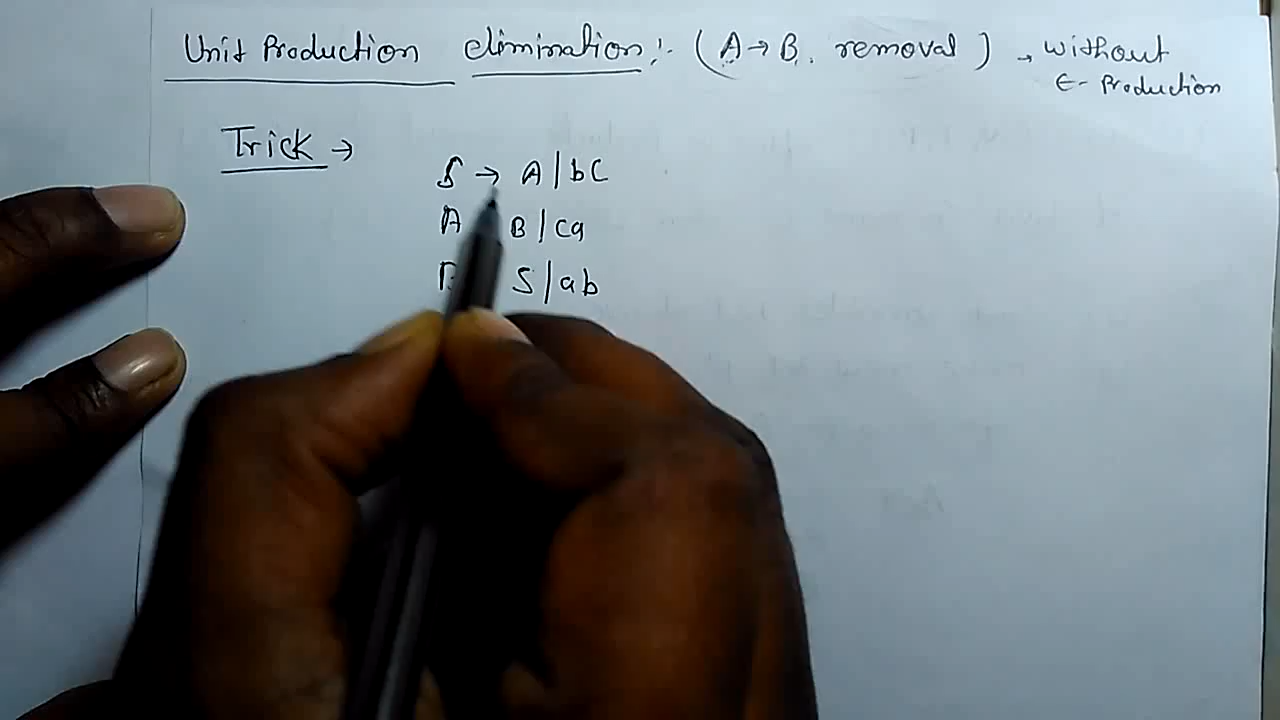 Unit Production elimination :- (A → B. removal) → without
ε- Production
Trick →
S → A | bC
A B | Ca
B S | ab